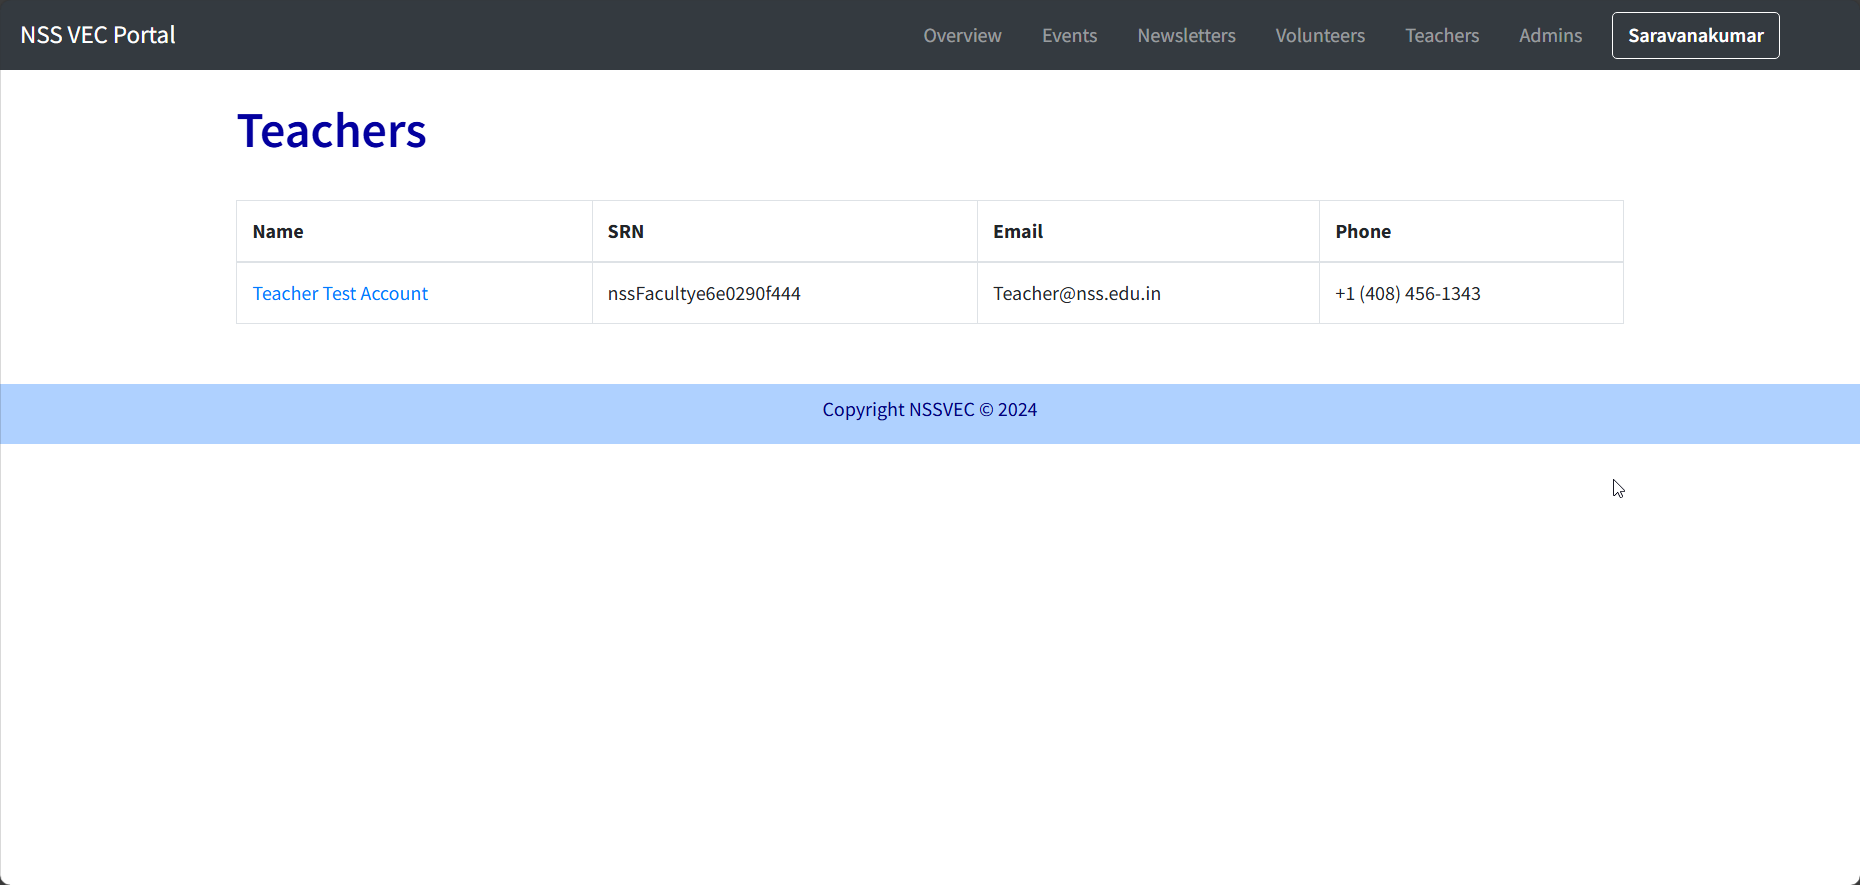 NSS VEC Portal Overview Events Newsletters Volunteers Teachers Admins Saravanakumar
Teachers
Name SRN Email Phone
Teacher Test Account nssFacultye6e0290f444 Teacher@nss.edu.in +1 (408) 456-1343
Copyright NSSVEC © 2024